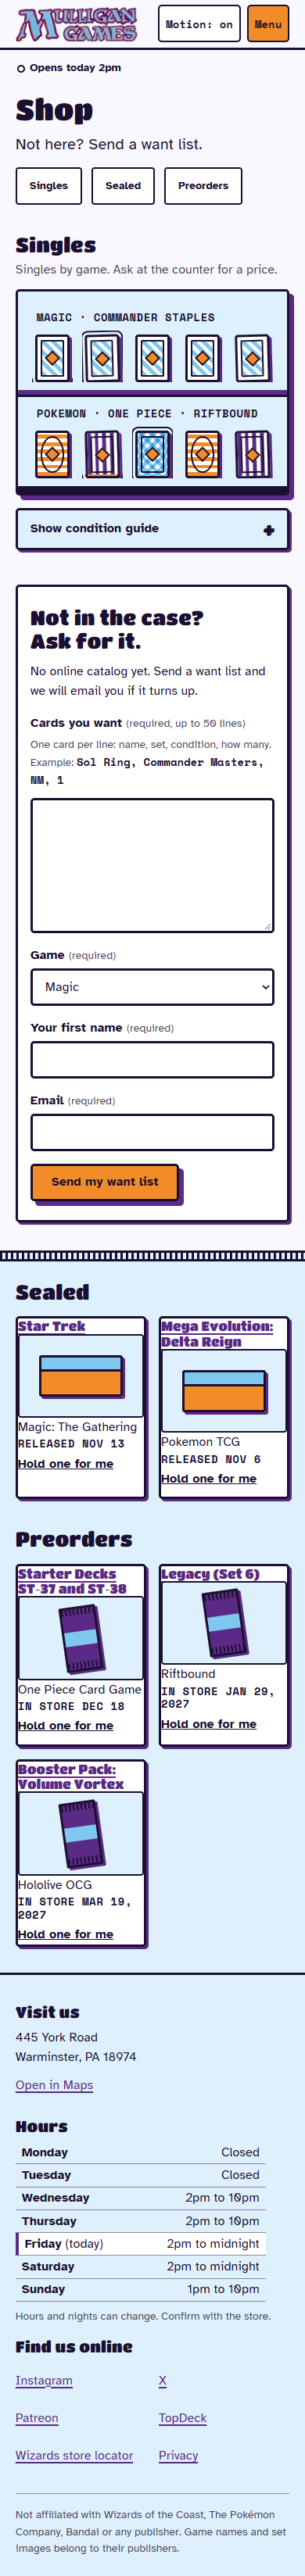 MULLIGAN GAMES
Motion: on
Menu
Opens today 2pm
Shop
Not here? Send a want list.
Singles
Sealed
Preorders
Singles
Singles by game. Ask at the counter for a price.
MAGIC · COMMANDER STAPLES
POKEMON · ONE PIECE · RIFTBOUND
Show condition guide
Not in the case?
Ask for it.
No online catalog yet. Send a want list and
we will email you if it turns up.
Cards you want (required, up to 50 lines)
One card per line: name, set, condition, how many.
Example: Sol Ring, Commander Masters,
NM, 1
Game (required)
Magic
Your first name (required)
Email (required)
Send my want list
Sealed
Star Trek
Magic: The Gathering
RELEASED NOV 13
Hold one for me
Mega Evolution:
Delta Reign
Pokemon TCG
RELEASED NOV 6
Hold one for me
Preorders
Starter Decks
ST-37 and ST-38
One Piece Card Game
IN STORE DEC 18
Hold one for me
Legacy (Set 6)
Riftbound
IN STORE JAN 29,
2027
Hold one for me
Booster Pack:
Volume Vortex
Hololive OCG
IN STORE MAR 19,
2027
Hold one for me
Visit us
445 York Road
Warminster, PA 18974
Open in Maps
Hours
Monday Closed
Tuesday Closed
Wednesday 2pm to 10pm
Thursday 2pm to 10pm
Friday (today) 2pm to midnight
Saturday 2pm to midnight
Sunday 1pm to 10pm
Hours and nights can change. Confirm with the store.
Find us online
Instagram
X
Patreon
TopDeck
Wizards store locator
Privacy
Not affiliated with Wizards of the Coast, The Pokémon
Company, Bandai or any publisher. Game names and set
images belong to their publishers.